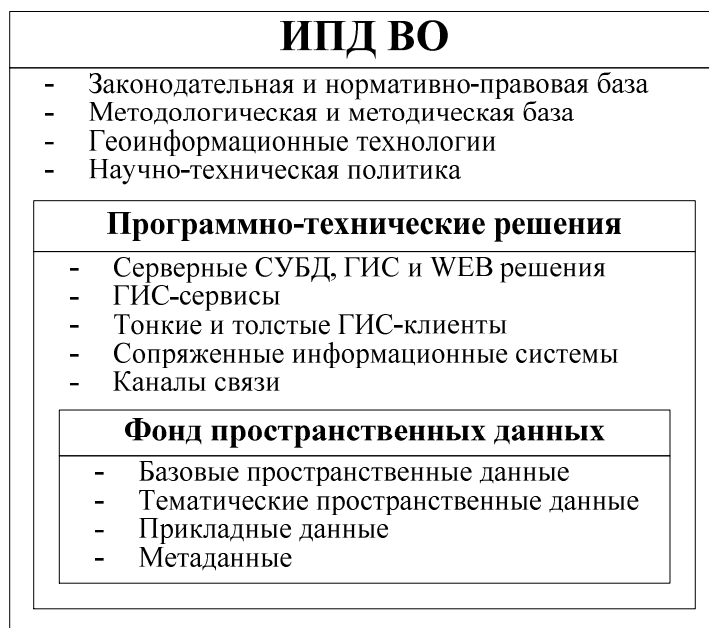 ИПД ВО
- Законодательная и нормативно-правовая база
- Методологическая и методическая база
- Геоинформационные технологии
- Научно-техническая политика
Программно-технические решения
- Серверные СУБД, ГИС и WEB решения
- ГИС-сервисы
- Тонкие и толстые ГИС-клиенты
- Сопряженные информационные системы
- Каналы связи
Фонд пространственных данных
- Базовые пространственные данные
- Тематические пространственные данные
- Прикладные данные
- Метаданные